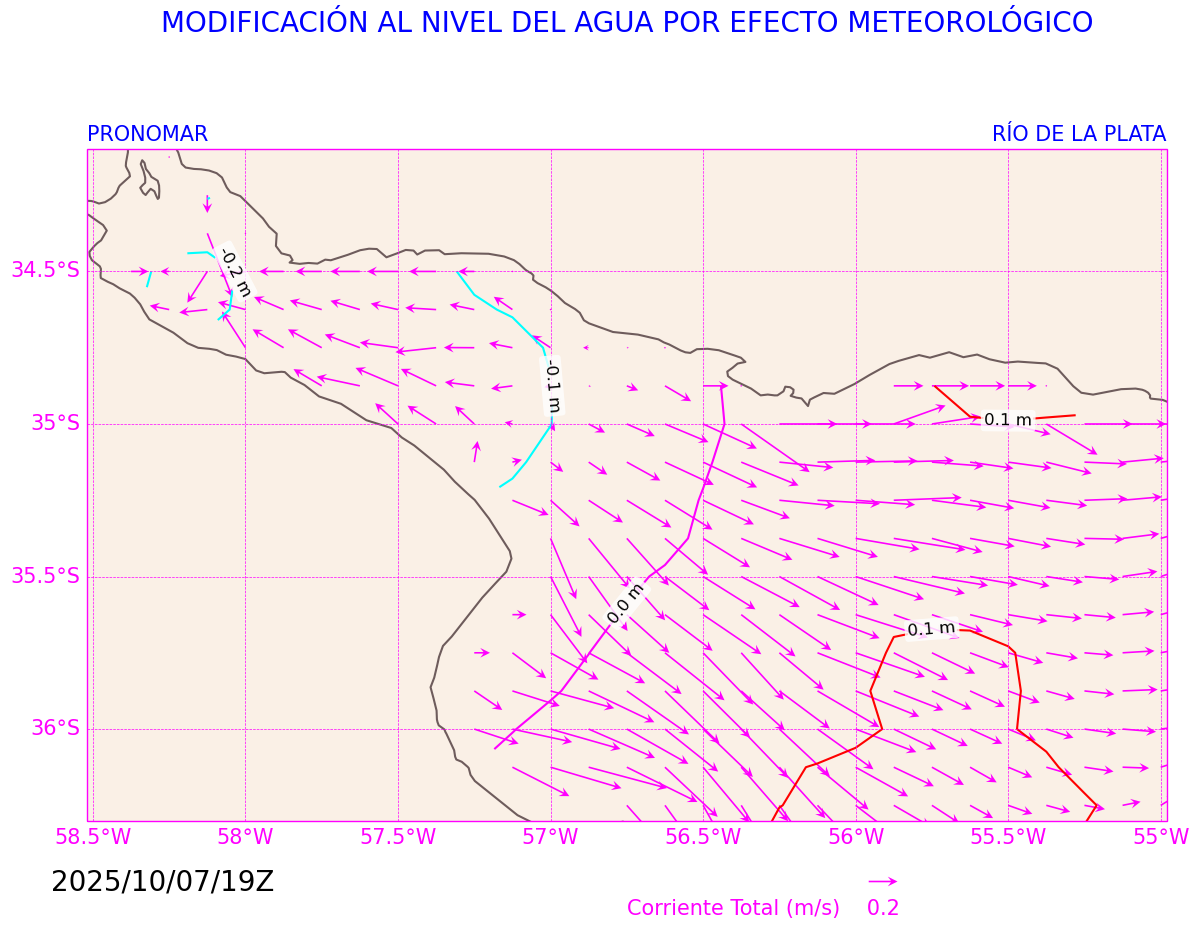 MODIFICACIÓN AL NIVEL DEL AGUA POR EFECTO METEOROLÓGICO
PRONOMAR
RÍO DE LA PLATA
-0.2 m
34.5°S
-0.1 m
0.1 m
35°S
35.5°S
0.0 m
0.1 m
36°S
58.5°W 58°W 57.5°W 57°W 56.5°W 56°W 55.5°W 55°W
2025/10/07/19Z
Corriente Total (m/s) 0.2